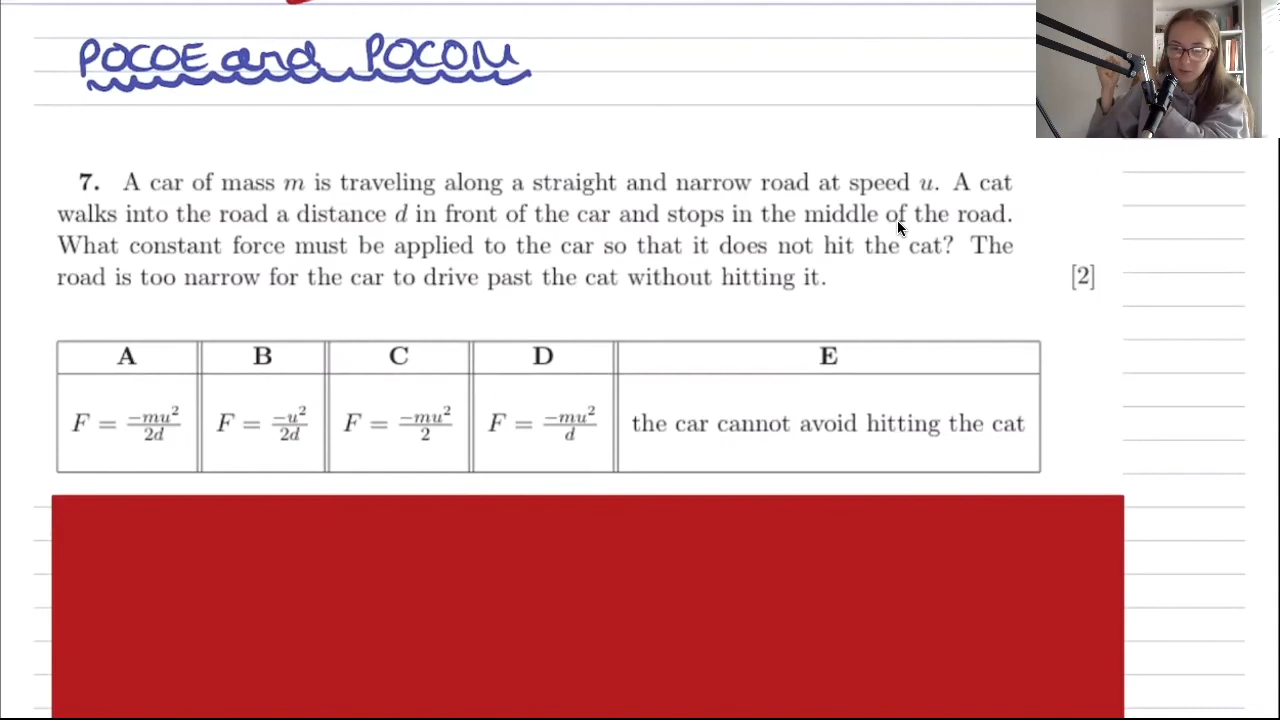 POCOE and POCOM
7. A car of mass m is traveling along a straight and narrow road at speed u. A cat
walks into the road a distance d in front of the car and stops in the middle of the road.
What constant force must be applied to the car so that it does not hit the cat? The
road is too narrow for the car to drive past the cat without hitting it. [2]
A B C D E
F = -mu²/2d F = -u²/2d F = -mu²/2 F = -mu²/d the car cannot avoid hitting the cat